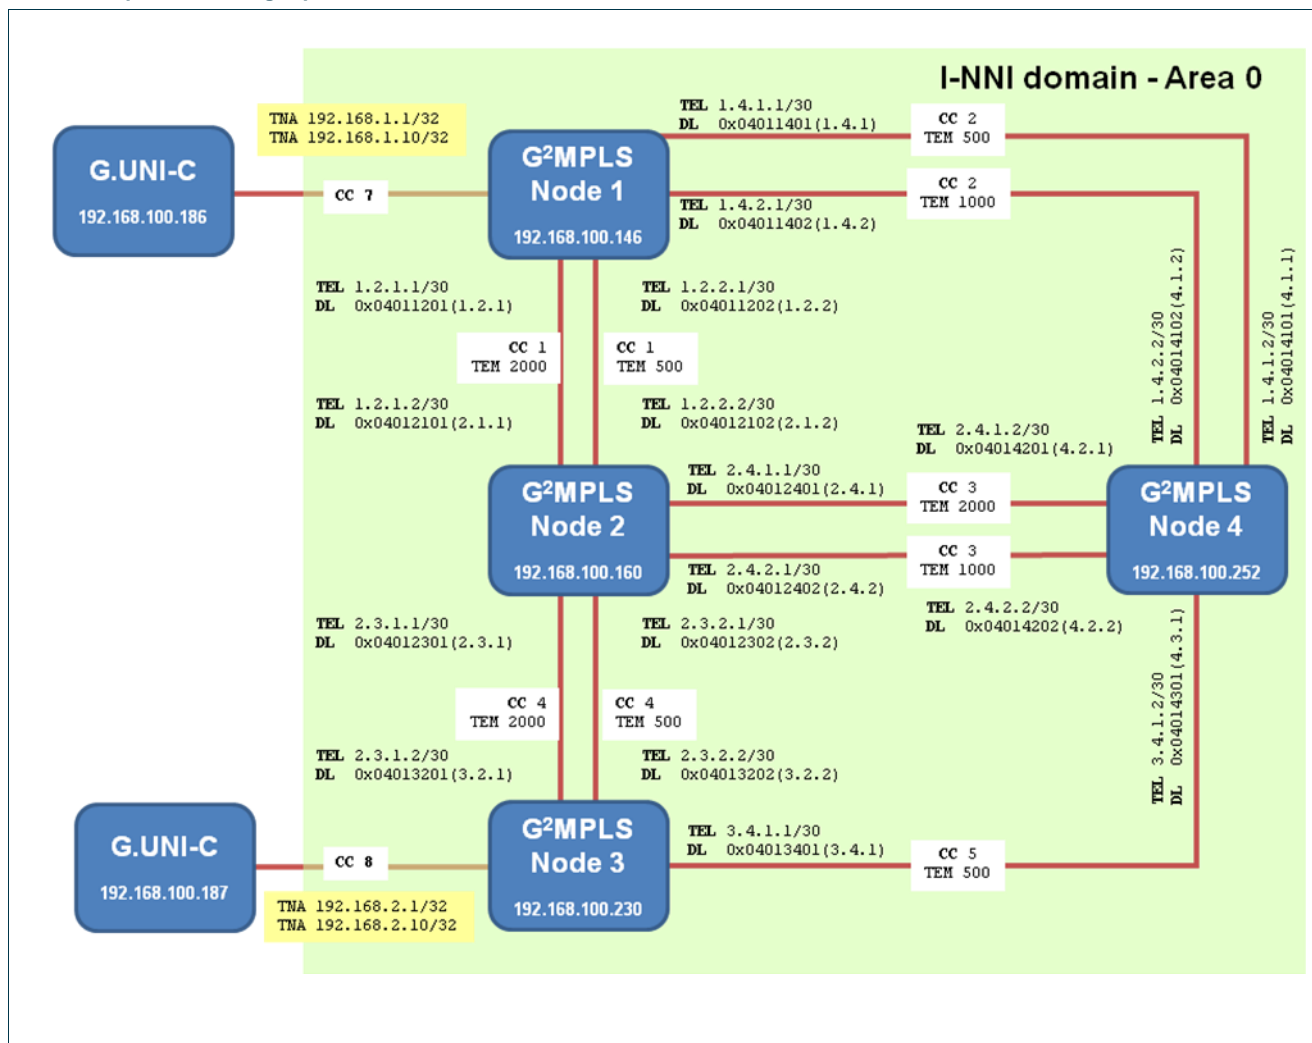 I-NNI domain - Area 0
TNA 192.168.1.1/32
TNA 192.168.1.10/32
G.UNI-C
192.168.100.186
CC 7
G²MPLS
Node 1
192.168.100.146
TEL 1.4.1.1/30
DL 0x04011401(1.4.1)
CC 2
TEM 500
CC 2
TEM 1000
TEL 1.4.2.1/30
DL 0x04011402(1.4.2)
TEL 1.2.1.1/30
DL 0x04011201(1.2.1)
TEL 1.2.2.1/30
DL 0x04011202(1.2.2)
CC 1
TEM 2000
CC 1
TEM 500
TEL 1.4.2.2/30
DL 0x04014102(4.1.2)
TEL 1.4.1.2/30
DL 0x04014101(4.1.1)
TEL 1.2.1.2/30
DL 0x04012101(2.1.1)
TEL 1.2.2.2/30
DL 0x04012102(2.1.2)
TEL 2.4.1.2/30
DL 0x04014201(4.2.1)
G²MPLS
Node 2
192.168.100.160
TEL 2.4.1.1/30
DL 0x04012401(2.4.1)
CC 3
TEM 2000
G²MPLS
Node 4
192.168.100.252
CC 3
TEM 1000
TEL 2.4.2.1/30
DL 0x04012402(2.4.2)
TEL 2.4.2.2/30
DL 0x04014202(4.2.2)
TEL 2.3.1.1/30
DL 0x04012301(2.3.1)
TEL 2.3.2.1/30
DL 0x04012302(2.3.2)
CC 4
TEM 2000
CC 4
TEM 500
TEL 3.4.1.2/30
DL 0x04014301(4.3.1)
TEL 2.3.1.2/30
DL 0x04013201(3.2.1)
TEL 2.3.2.2/30
DL 0x04013202(3.2.2)
G.UNI-C
192.168.100.187
CC 8
G²MPLS
Node 3
192.168.100.230
TEL 3.4.1.1/30
DL 0x04013401(3.4.1)
CC 5
TEM 500
TNA 192.168.2.1/32
TNA 192.168.2.10/32